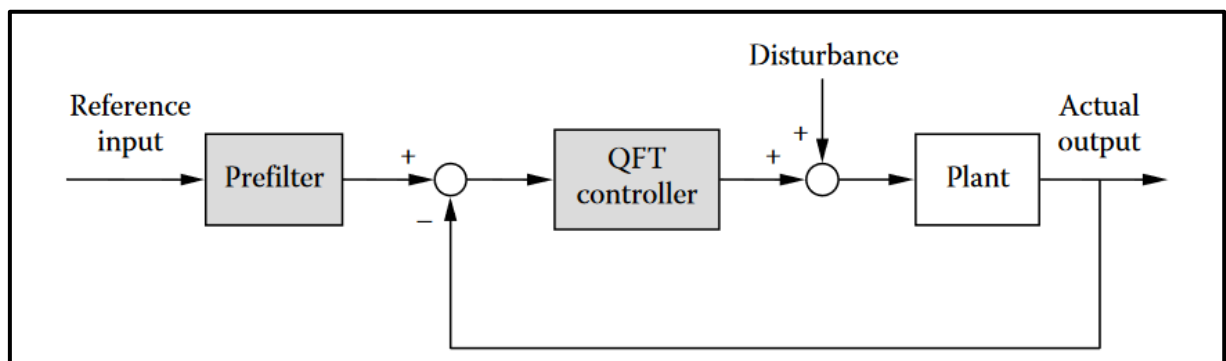 Disturbance
Reference
input
Actual
output
+
+
QFT
controller
+
Prefilter
Plant
−